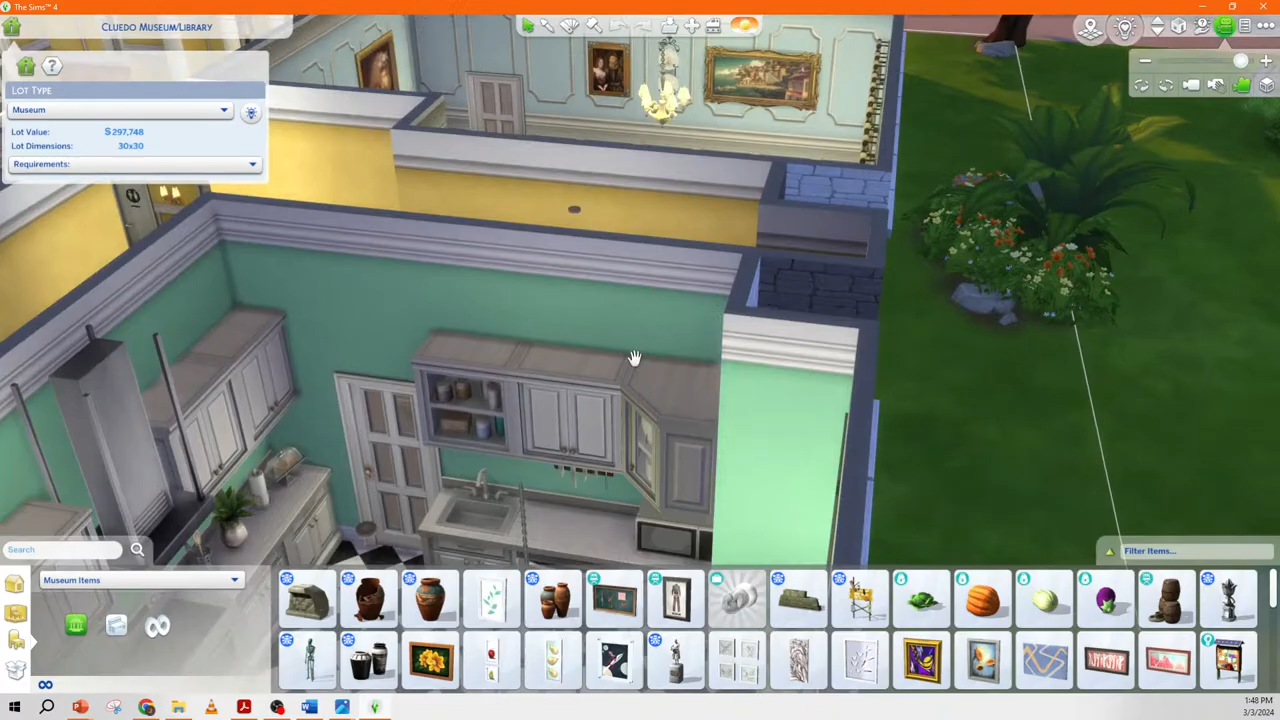 The Sims™ 4
CLUEDO MUSEUM/LIBRARY
?
LOT TYPE
Museum
Lot Value: §297,748
Lot Dimensions: 30x30
Requirements:
Search
Filter Items...
Museum Items
1:48 PM
3/3/2024